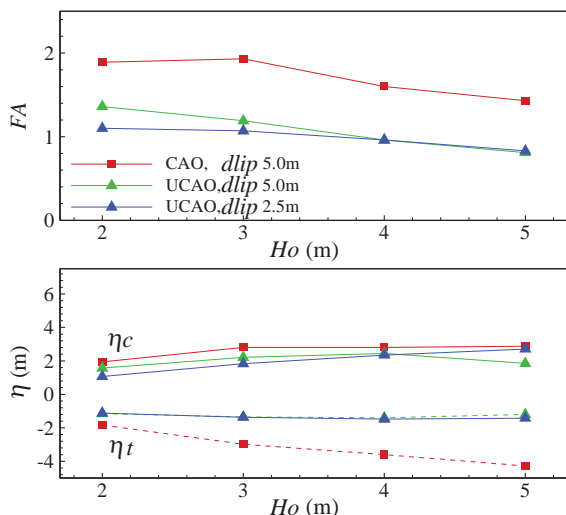 2
FA
1
CAO, dlip 5.0m
UCAO, dlip 5.0m
UCAO, dlip 2.5m
0
2 3 4 5
Ho (m)
6
4
ηc
2
η (m)
0
-2
ηt
-4
2 3 4 5
Ho (m)